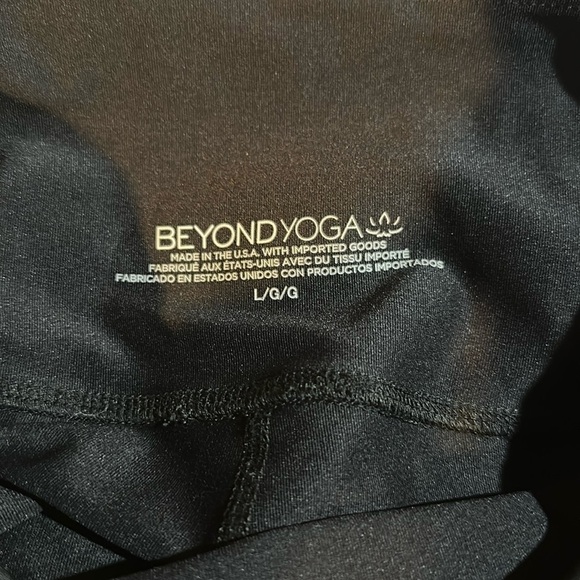 BEYOND YOGA
MADE IN THE U.S.A. WITH IMPORTED GOODS
FABRIQUÉ AUX ÉTATS-UNIS AVEC DU TISSU IMPORTÉ
FABRICADO EN ESTADOS UNIDOS CON PRODUCTOS IMPORTADOS
L/G/G